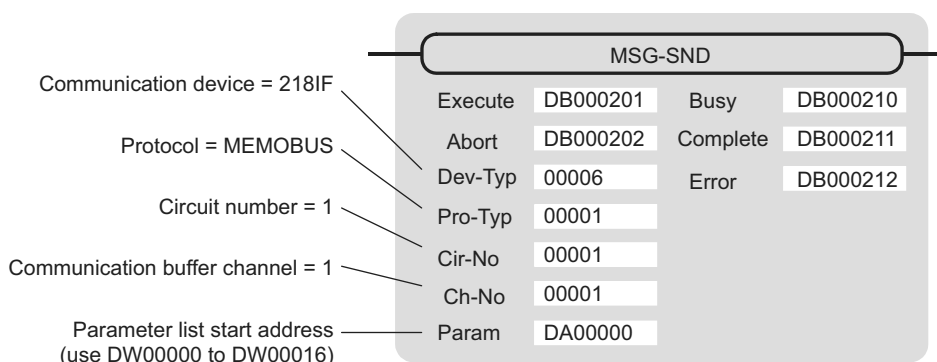 MSG-SND
Communication device = 218IF
Execute DB000201 Busy DB000210
Protocol = MEMOBUS
Abort DB000202 Complete DB000211
Dev-Typ 00006 Error DB000212
Circuit number = 1
Pro-Typ 00001
Communication buffer channel = 1
Cir-No 00001
Ch-No 00001
Parameter list start address
(use DW00000 to DW00016)
Param DA00000